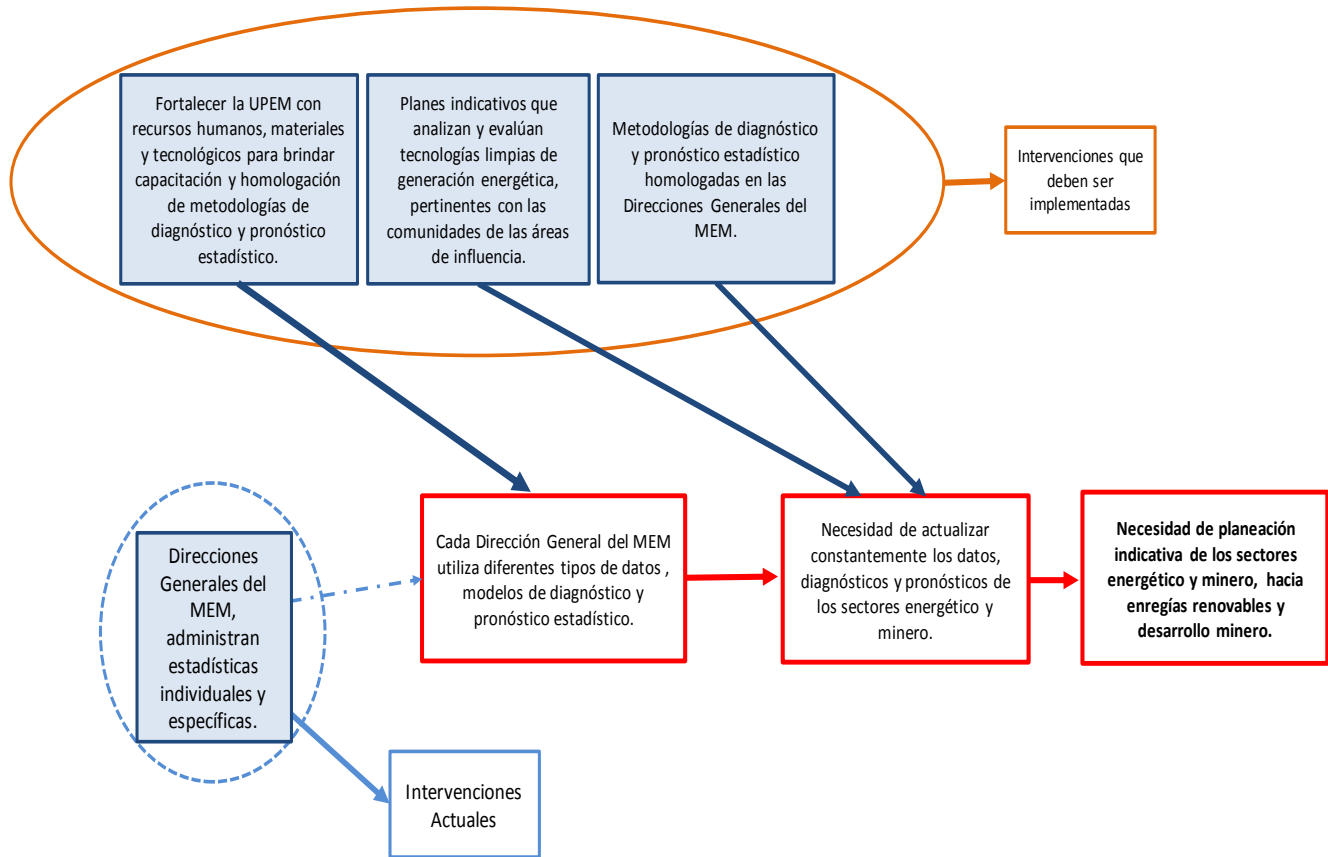 Fortalecer la UPEM con
recursos humanos, materiales
y tecnológicos para brindar
capacitación y homologación
de metodologías de
diagnóstico y pronóstico
estadístico.
Planes indicativos que
analizan y evalúan
tecnologías limpias de
generación energética,
pertinentes con las
comunidades de las áreas
de influencia.
Metodologías de diagnóstico
y pronóstico estadístico
homologadas en las
Direcciones Generales del
MEM.
Intervenciones que
deben ser
implementadas
Direcciones
Generales del
MEM,
administran
estadísticas
individuales y
específicas.
Cada Dirección General del MEM
utiliza diferentes tipos de datos ,
modelos de diagnóstico y
pronóstico estadístico.
Necesidad de actualizar
constantemente los datos,
diagnósticos y pronósticos de
los sectores energético y
minero.
Necesidad de planeación
indicativa de los sectores
energético y minero, hacia
enregías renovables y
desarrollo minero.
Intervenciones
Actuales